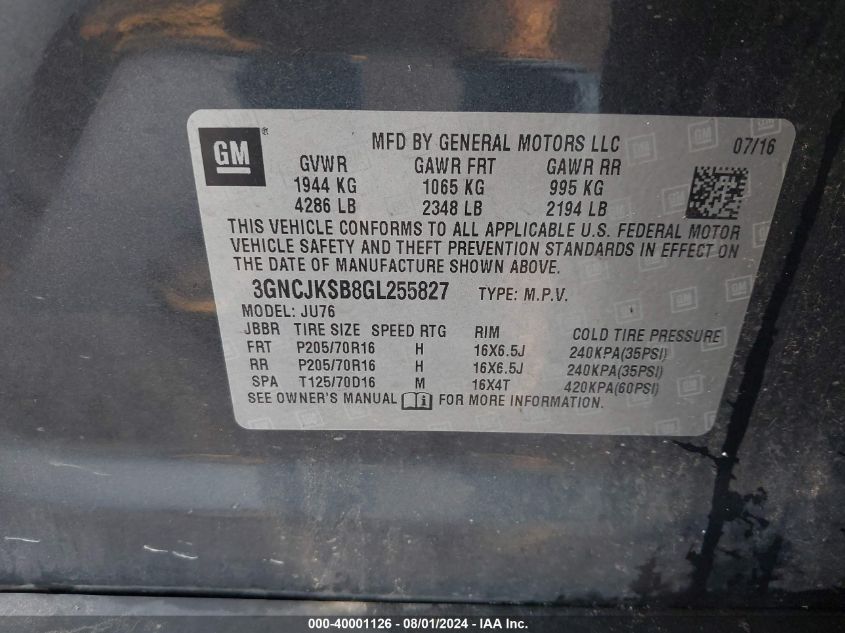 GM ® MFD BY GENERAL MOTORS LLC 07/16
GVWR GAWR FRT GAWR RR
1944 KG 1065 KG 995 KG
4286 LB 2348 LB 2194 LB
THIS VEHICLE CONFORMS TO ALL APPLICABLE U.S. FEDERAL MOTOR
VEHICLE SAFETY AND THEFT PREVENTION STANDARDS IN EFFECT ON
THE DATE OF MANUFACTURE SHOWN ABOVE.
3GNCJKSB8GL255827 TYPE: M.P.V.
MODEL: JU76
JBBR TIRE SIZE SPEED RTG RIM COLD TIRE PRESSURE
FRT P205/70R16 H 16X6.5J 240KPA(35PSI)
RR P205/70R16 H 16X6.5J 240KPA(35PSI)
SPA T125/70D16 M 16X4T 420KPA(60PSI)
SEE OWNER'S MANUAL i FOR MORE INFORMATION.
000-40001126 - 08/01/2024 - IAA Inc.